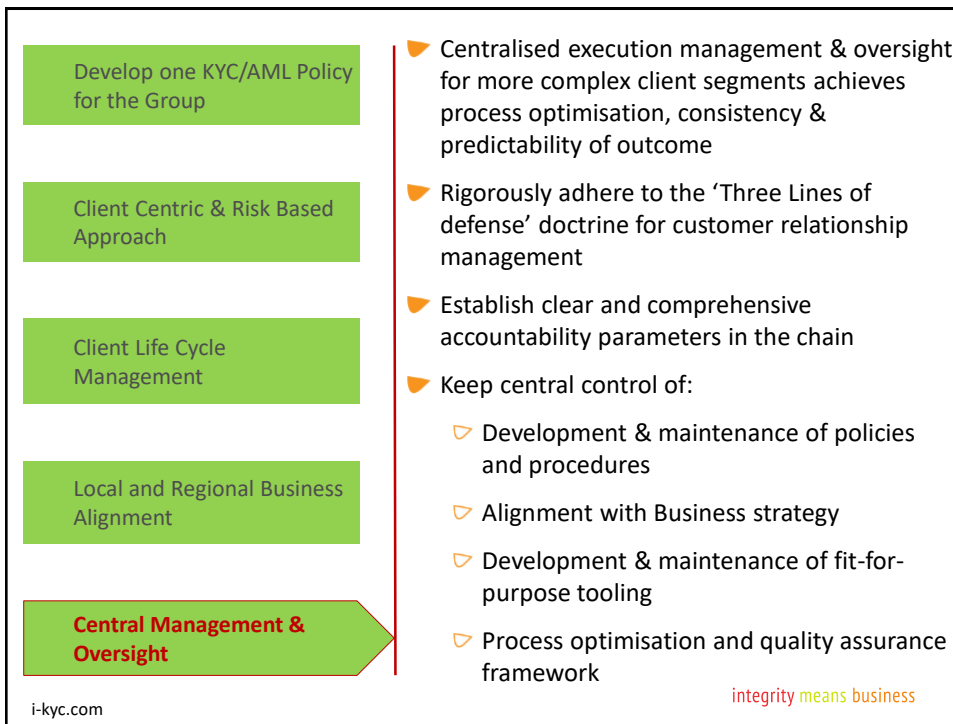 Develop one KYC/AML Policy
for the Group
Client Centric & Risk Based
Approach
Client Life Cycle
Management
Local and Regional Business
Alignment
Central Management &
Oversight
Centralised execution management & oversight
for more complex client segments achieves
process optimisation, consistency &
predictability of outcome
Rigorously adhere to the ‘Three Lines of
defense’ doctrine for customer relationship
management
Establish clear and comprehensive
accountability parameters in the chain
Keep central control of:
Development & maintenance of policies
and procedures
Alignment with Business strategy
Development & maintenance of fit-for-
purpose tooling
Process optimisation and quality assurance
framework
i-kyc.com
integrity means business